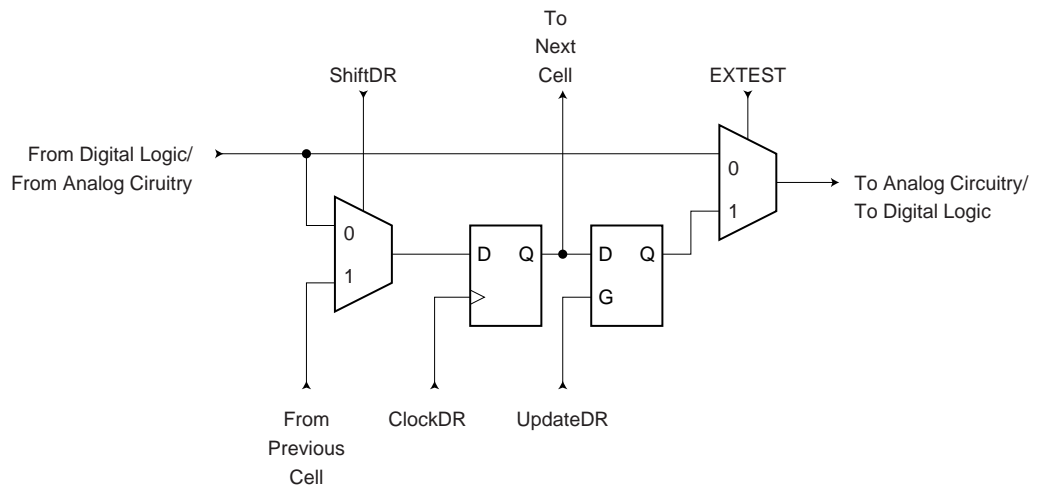 To
Next
Cell
ShiftDR
EXTEST
From Digital Logic/
From Analog Ciruitry
0
1
To Analog Circuitry/
To Digital Logic
0
1
D Q
D Q
G
From
Previous
Cell
ClockDR
UpdateDR